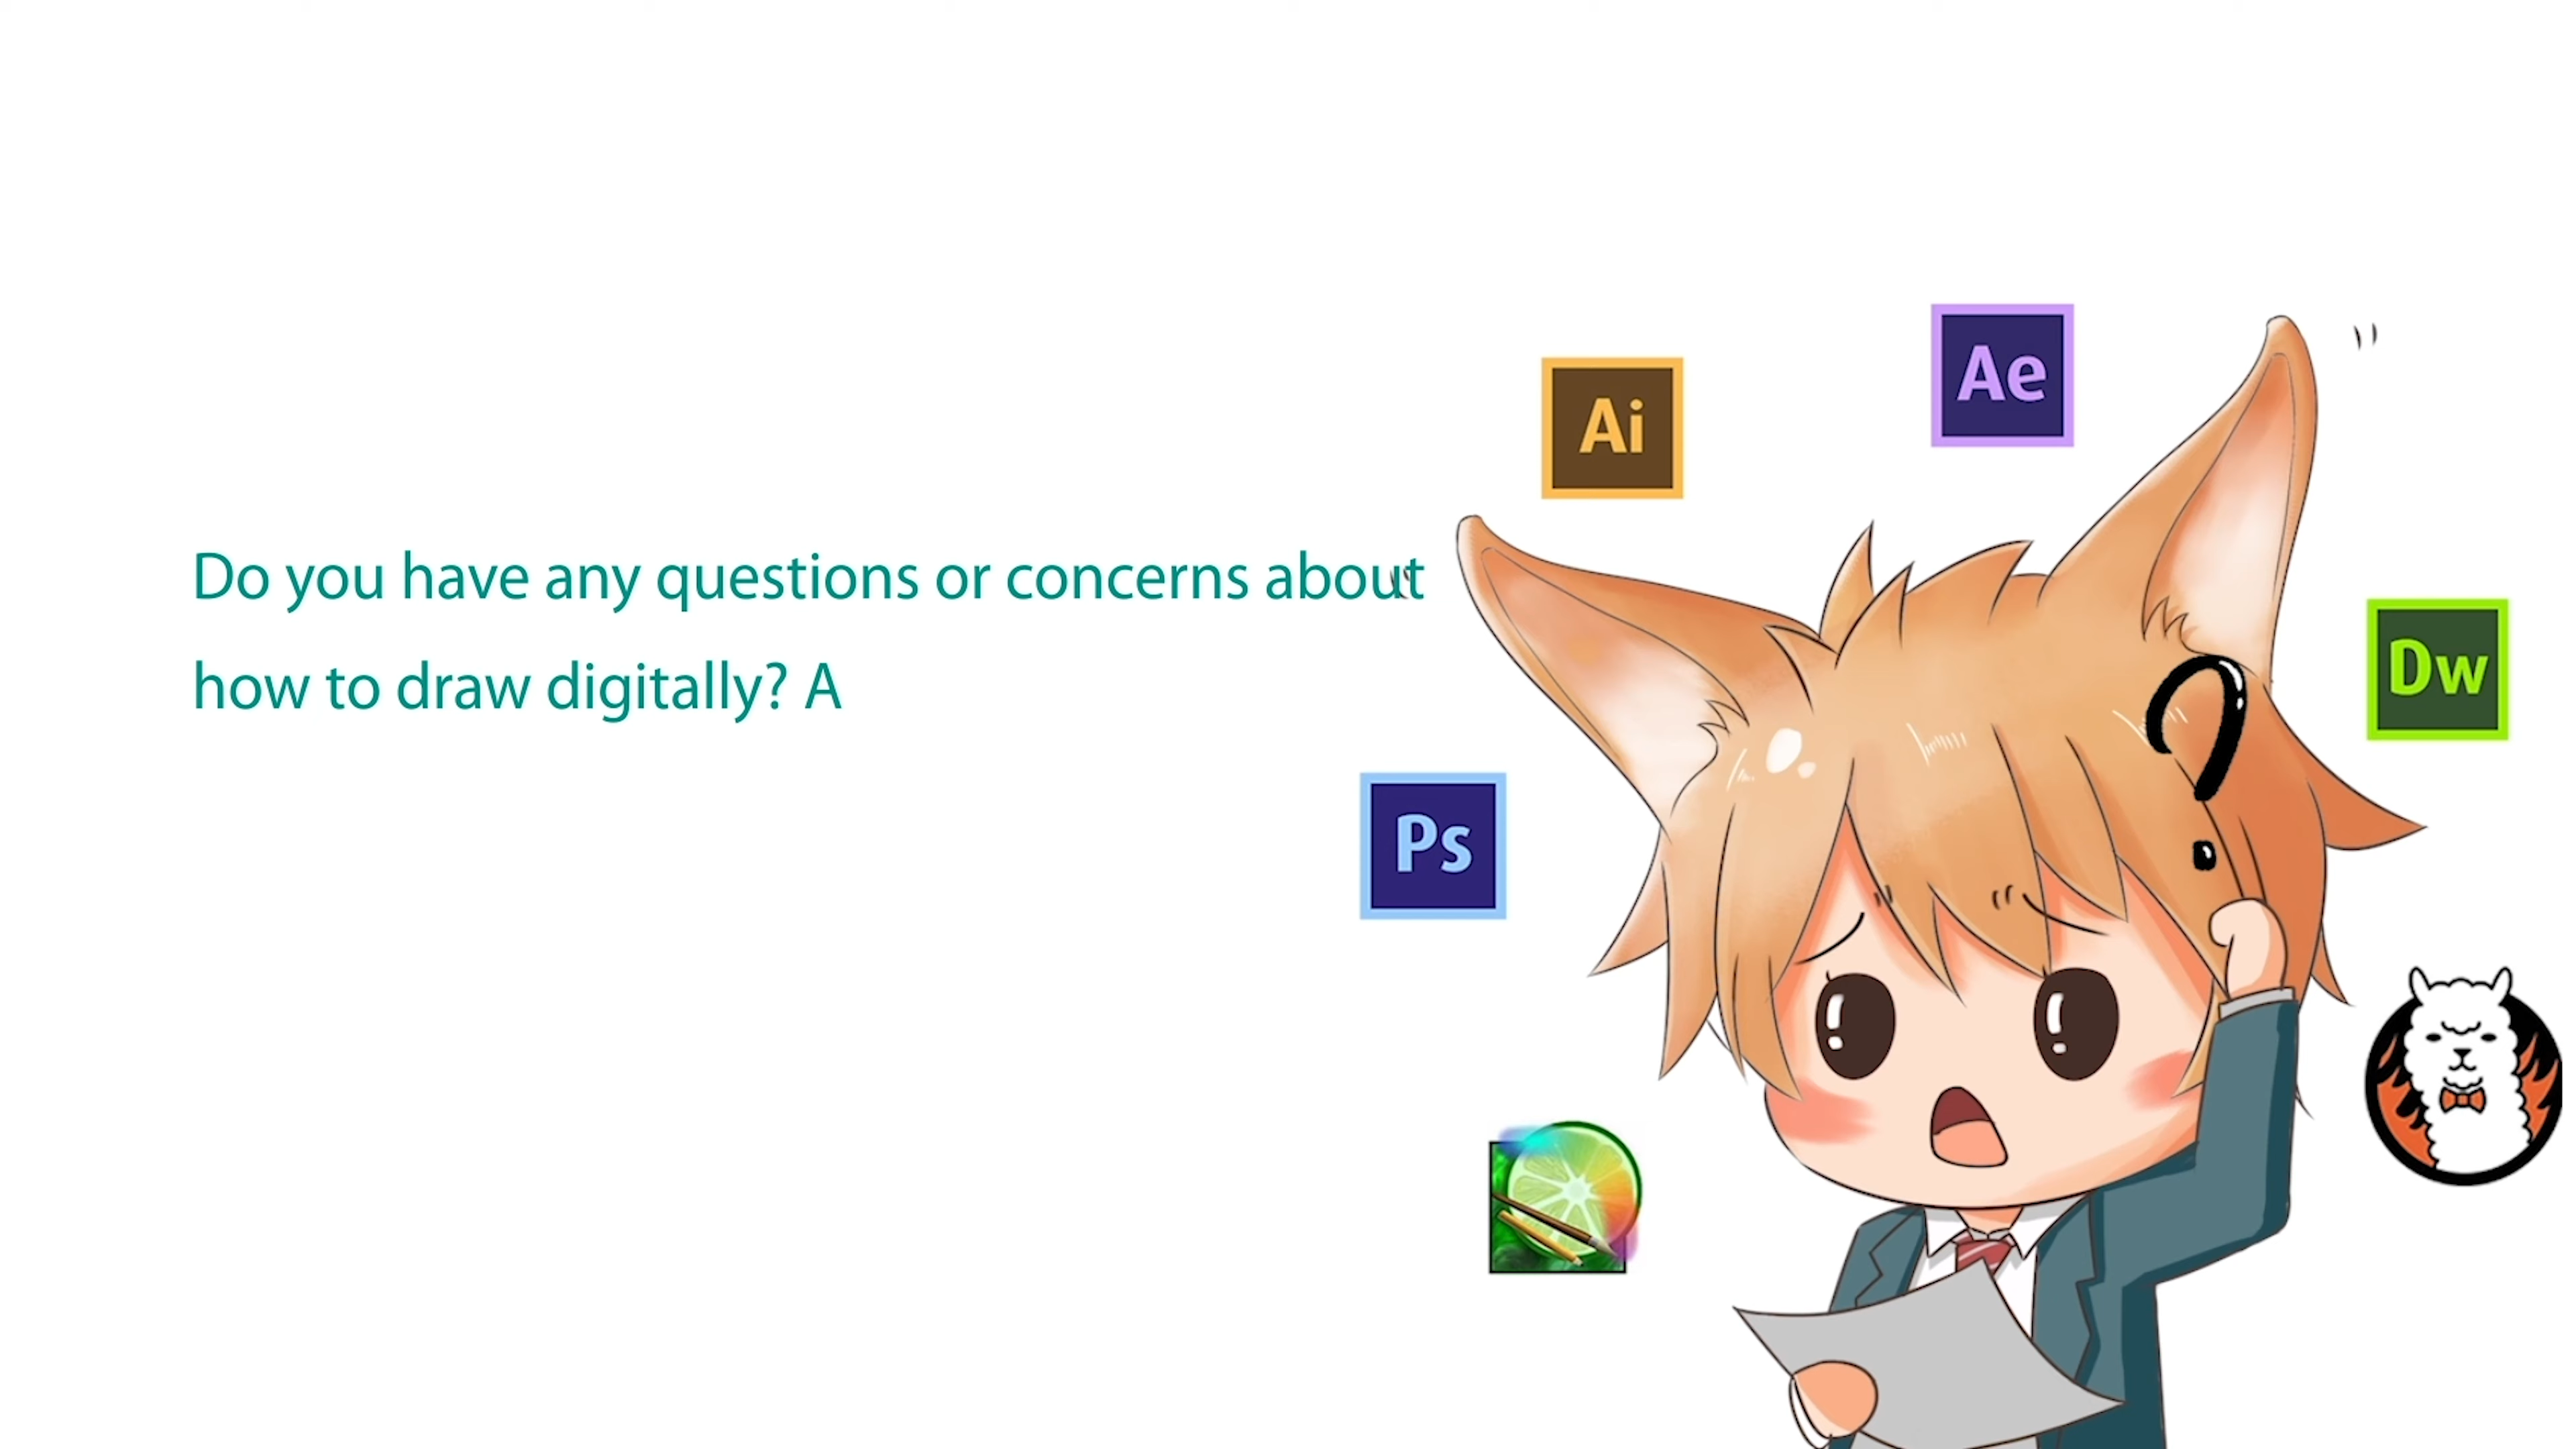 Do you have any questions or concerns about
how to draw digitally? A
Ai
Ae
Dw
Ps
?